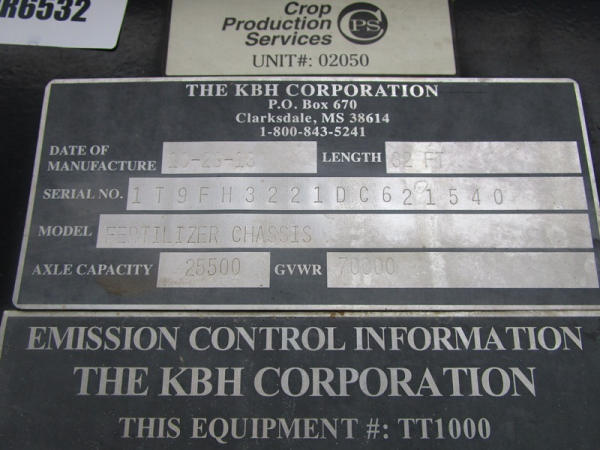 R6532
Crop
Production
Services
CPS
UNIT#: 02050
THE KBH CORPORATION
P.O. Box 670
Clarksdale, MS 38614
1-800-843-5241
DATE OF
MANUFACTURE
LENGTH FT
SERIAL NO. 1T9FH3221DC621540
MODEL FERTILIZER CHASSIS
AXLE CAPACITY 25500 GVWR 70000
EMISSION CONTROL INFORMATION
THE KBH CORPORATION
THIS EQUIPMENT #: TT1000